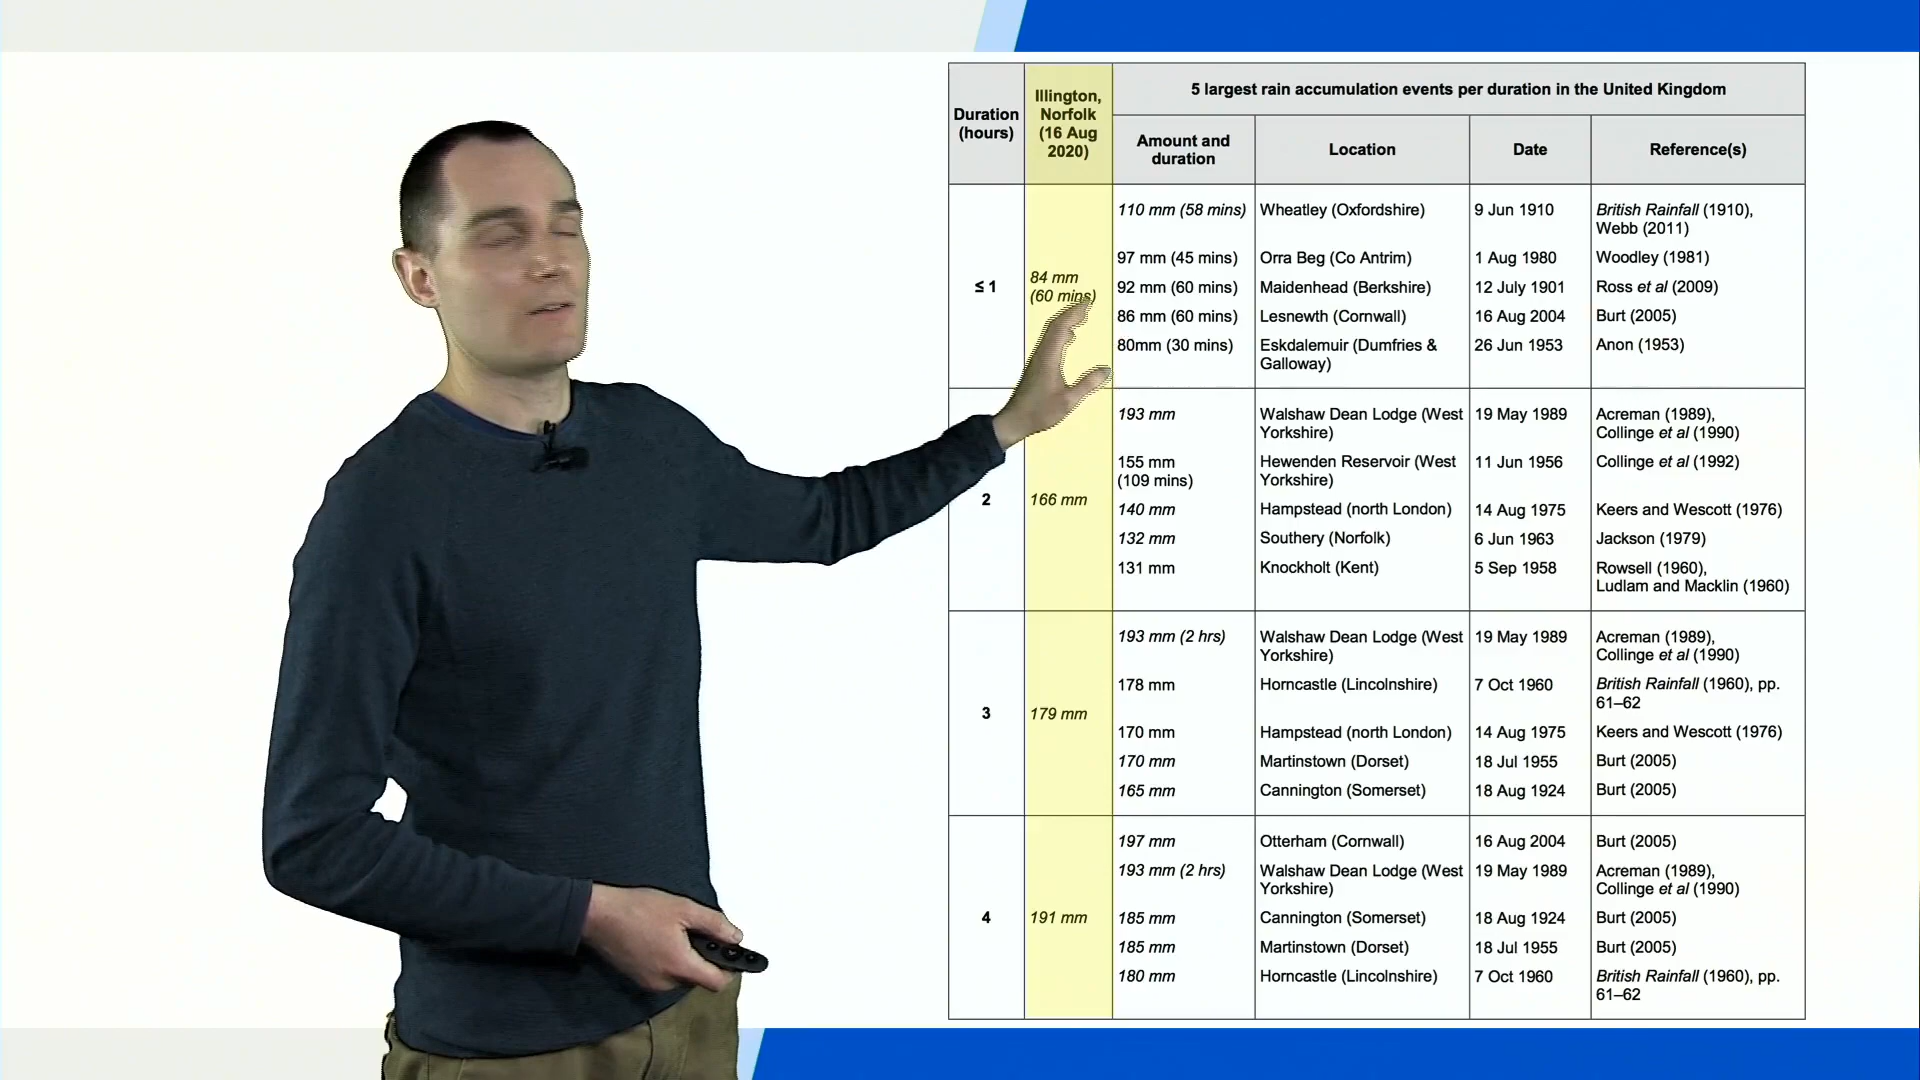 Duration
(hours)
Illington,
Norfolk
(16 Aug
2020)
5 largest rain accumulation events per duration in the United Kingdom
Amount and
duration
Location
Date
Reference(s)
≤ 1
84 mm
(60 mins)
110 mm (58 mins) Wheatley (Oxfordshire) 9 Jun 1910 British Rainfall (1910),
Webb (2011)
97 mm (45 mins) Orra Beg (Co Antrim) 1 Aug 1980 Woodley (1981)
92 mm (60 mins) Maidenhead (Berkshire) 12 July 1901 Ross et al (2009)
86 mm (60 mins) Lesnewth (Cornwall) 16 Aug 2004 Burt (2005)
80mm (30 mins) Eskdalemuir (Dumfries & 26 Jun 1953 Anon (1953)
Galloway)
2
166 mm
193 mm Walshaw Dean Lodge (West 19 May 1989 Acreman (1989),
Yorkshire) Collinge et al (1990)
155 mm Hewenden Reservoir (West 11 Jun 1956 Collinge et al (1992)
(109 mins) Yorkshire)
140 mm Hampstead (north London) 14 Aug 1975 Keers and Wescott (1976)
132 mm Southery (Norfolk) 6 Jun 1963 Jackson (1979)
131 mm Knockholt (Kent) 5 Sep 1958 Rowsell (1960),
Ludlam and Macklin (1960)
3
179 mm
193 mm (2 hrs) Walshaw Dean Lodge (West 19 May 1989 Acreman (1989),
Yorkshire) Collinge et al (1990)
178 mm Horncastle (Lincolnshire) 7 Oct 1960 British Rainfall (1960), pp.
61–62
170 mm Hampstead (north London) 14 Aug 1975 Keers and Wescott (1976)
170 mm Martinstown (Dorset) 18 Jul 1955 Burt (2005)
165 mm Cannington (Somerset) 18 Aug 1924 Burt (2005)
4
191 mm
197 mm Otterham (Cornwall) 16 Aug 2004 Burt (2005)
193 mm (2 hrs) Walshaw Dean Lodge (West 19 May 1989 Acreman (1989),
Yorkshire) Collinge et al (1990)
185 mm Cannington (Somerset) 18 Aug 1924 Burt (2005)
185 mm Martinstown (Dorset) 18 Jul 1955 Burt (2005)
180 mm Horncastle (Lincolnshire) 7 Oct 1960 British Rainfall (1960), pp.
61–62